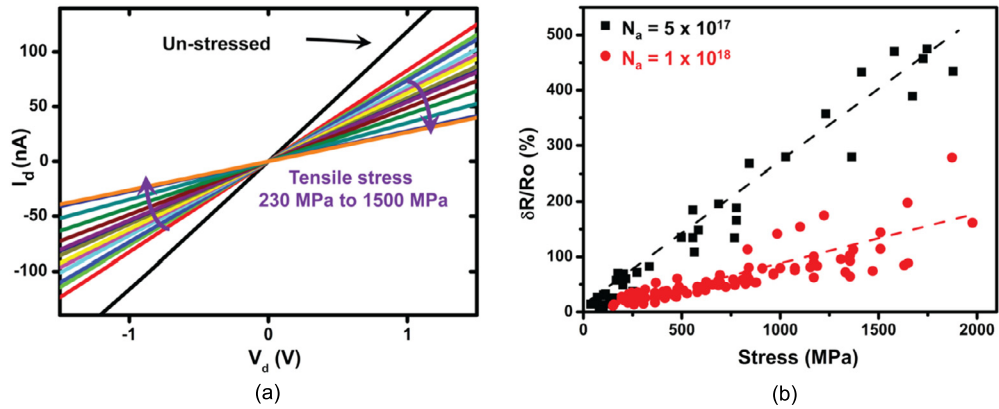 100
50
0
-50
-100
I_d (nA)
Un-stressed
Tensile stress
230 MPa to 1500 MPa
-1 0 1
V_d (V)
(a)
500
400
300
200
100
0
δR/Ro (%)
N_a = 5 x 10^17
N_a = 1 x 10^18
0 500 1000 1500 2000
Stress (MPa)
(b)